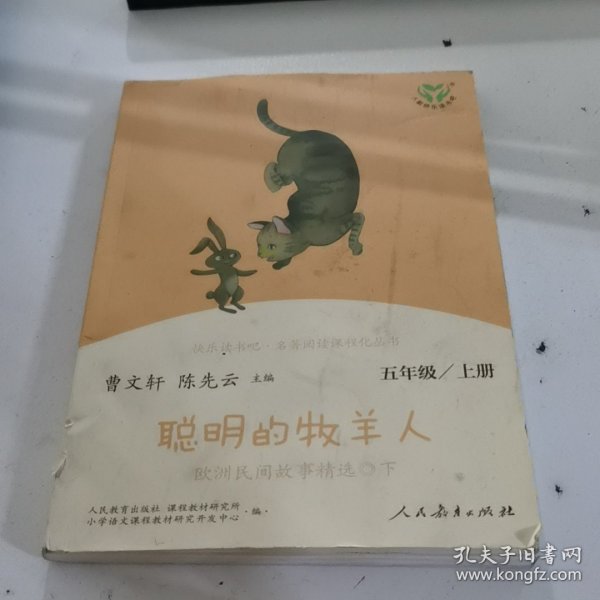 快乐读书吧·名著阅读课程化丛书
曹文轩 陈先云 主编
五年级/上册
聪明的牧羊人
欧洲民间故事精选◎下
人民教育出版社 课程教材研究所
小学语文课程教材研究开发中心 ·编·
人民教育出版社
孔夫子旧书网
www.kongfz.com